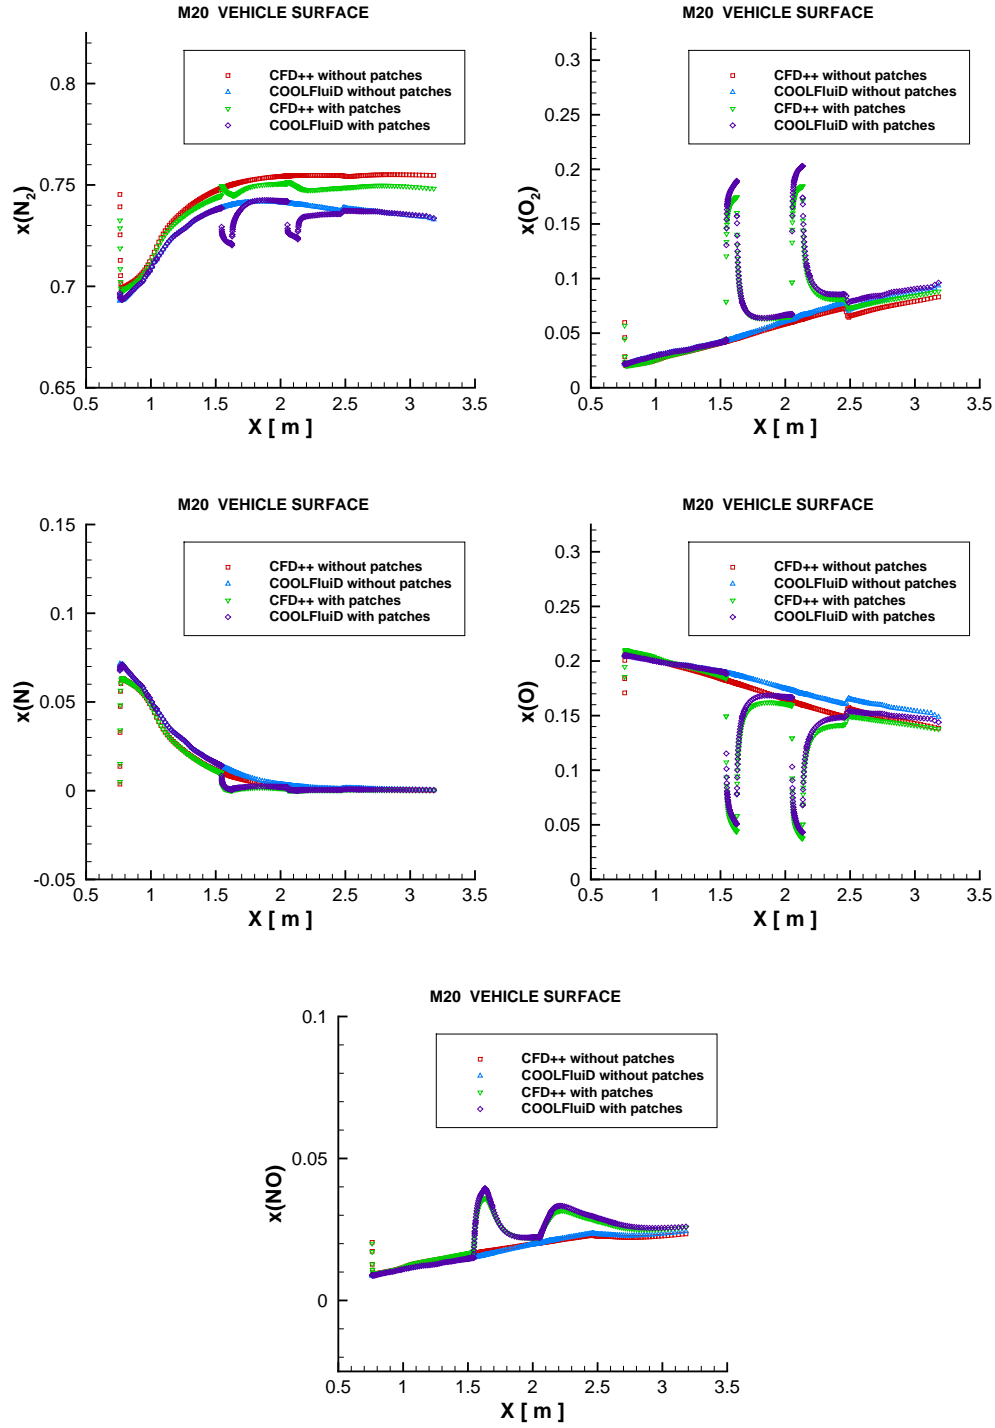 M20 VEHICLE SURFACE
CFD++ without patches
COOLFluiD without patches
CFD++ with patches
COOLFluiD with patches
x(N2)
0.8
0.75
0.7
0.65
0.5 1 1.5 2 2.5 3 3.5
X [ m ]
M20 VEHICLE SURFACE
CFD++ without patches
COOLFluiD without patches
CFD++ with patches
COOLFluiD with patches
x(O2)
0.3
0.2
0.15
0.1
0.05
0
0.5 1 1.5 2 2.5 3 3.5
X [ m ]
M20 VEHICLE SURFACE
CFD++ without patches
COOLFluiD without patches
CFD++ with patches
COOLFluiD with patches
x(N)
0.15
0.1
0.05
0
-0.05
0.5 1 1.5 2 2.5 3 3.5
X [ m ]
M20 VEHICLE SURFACE
CFD++ without patches
COOLFluiD without patches
CFD++ with patches
COOLFluiD with patches
x(O)
0.3
0.2
0.15
0.1
0.05
0
0.5 1 1.5 2 2.5 3 3.5
X [ m ]
M20 VEHICLE SURFACE
CFD++ without patches
COOLFluiD without patches
CFD++ with patches
COOLFluiD with patches
x(NO)
0.1
0.05
0
0.5 1 1.5 2 2.5 3 3.5
X [ m ]